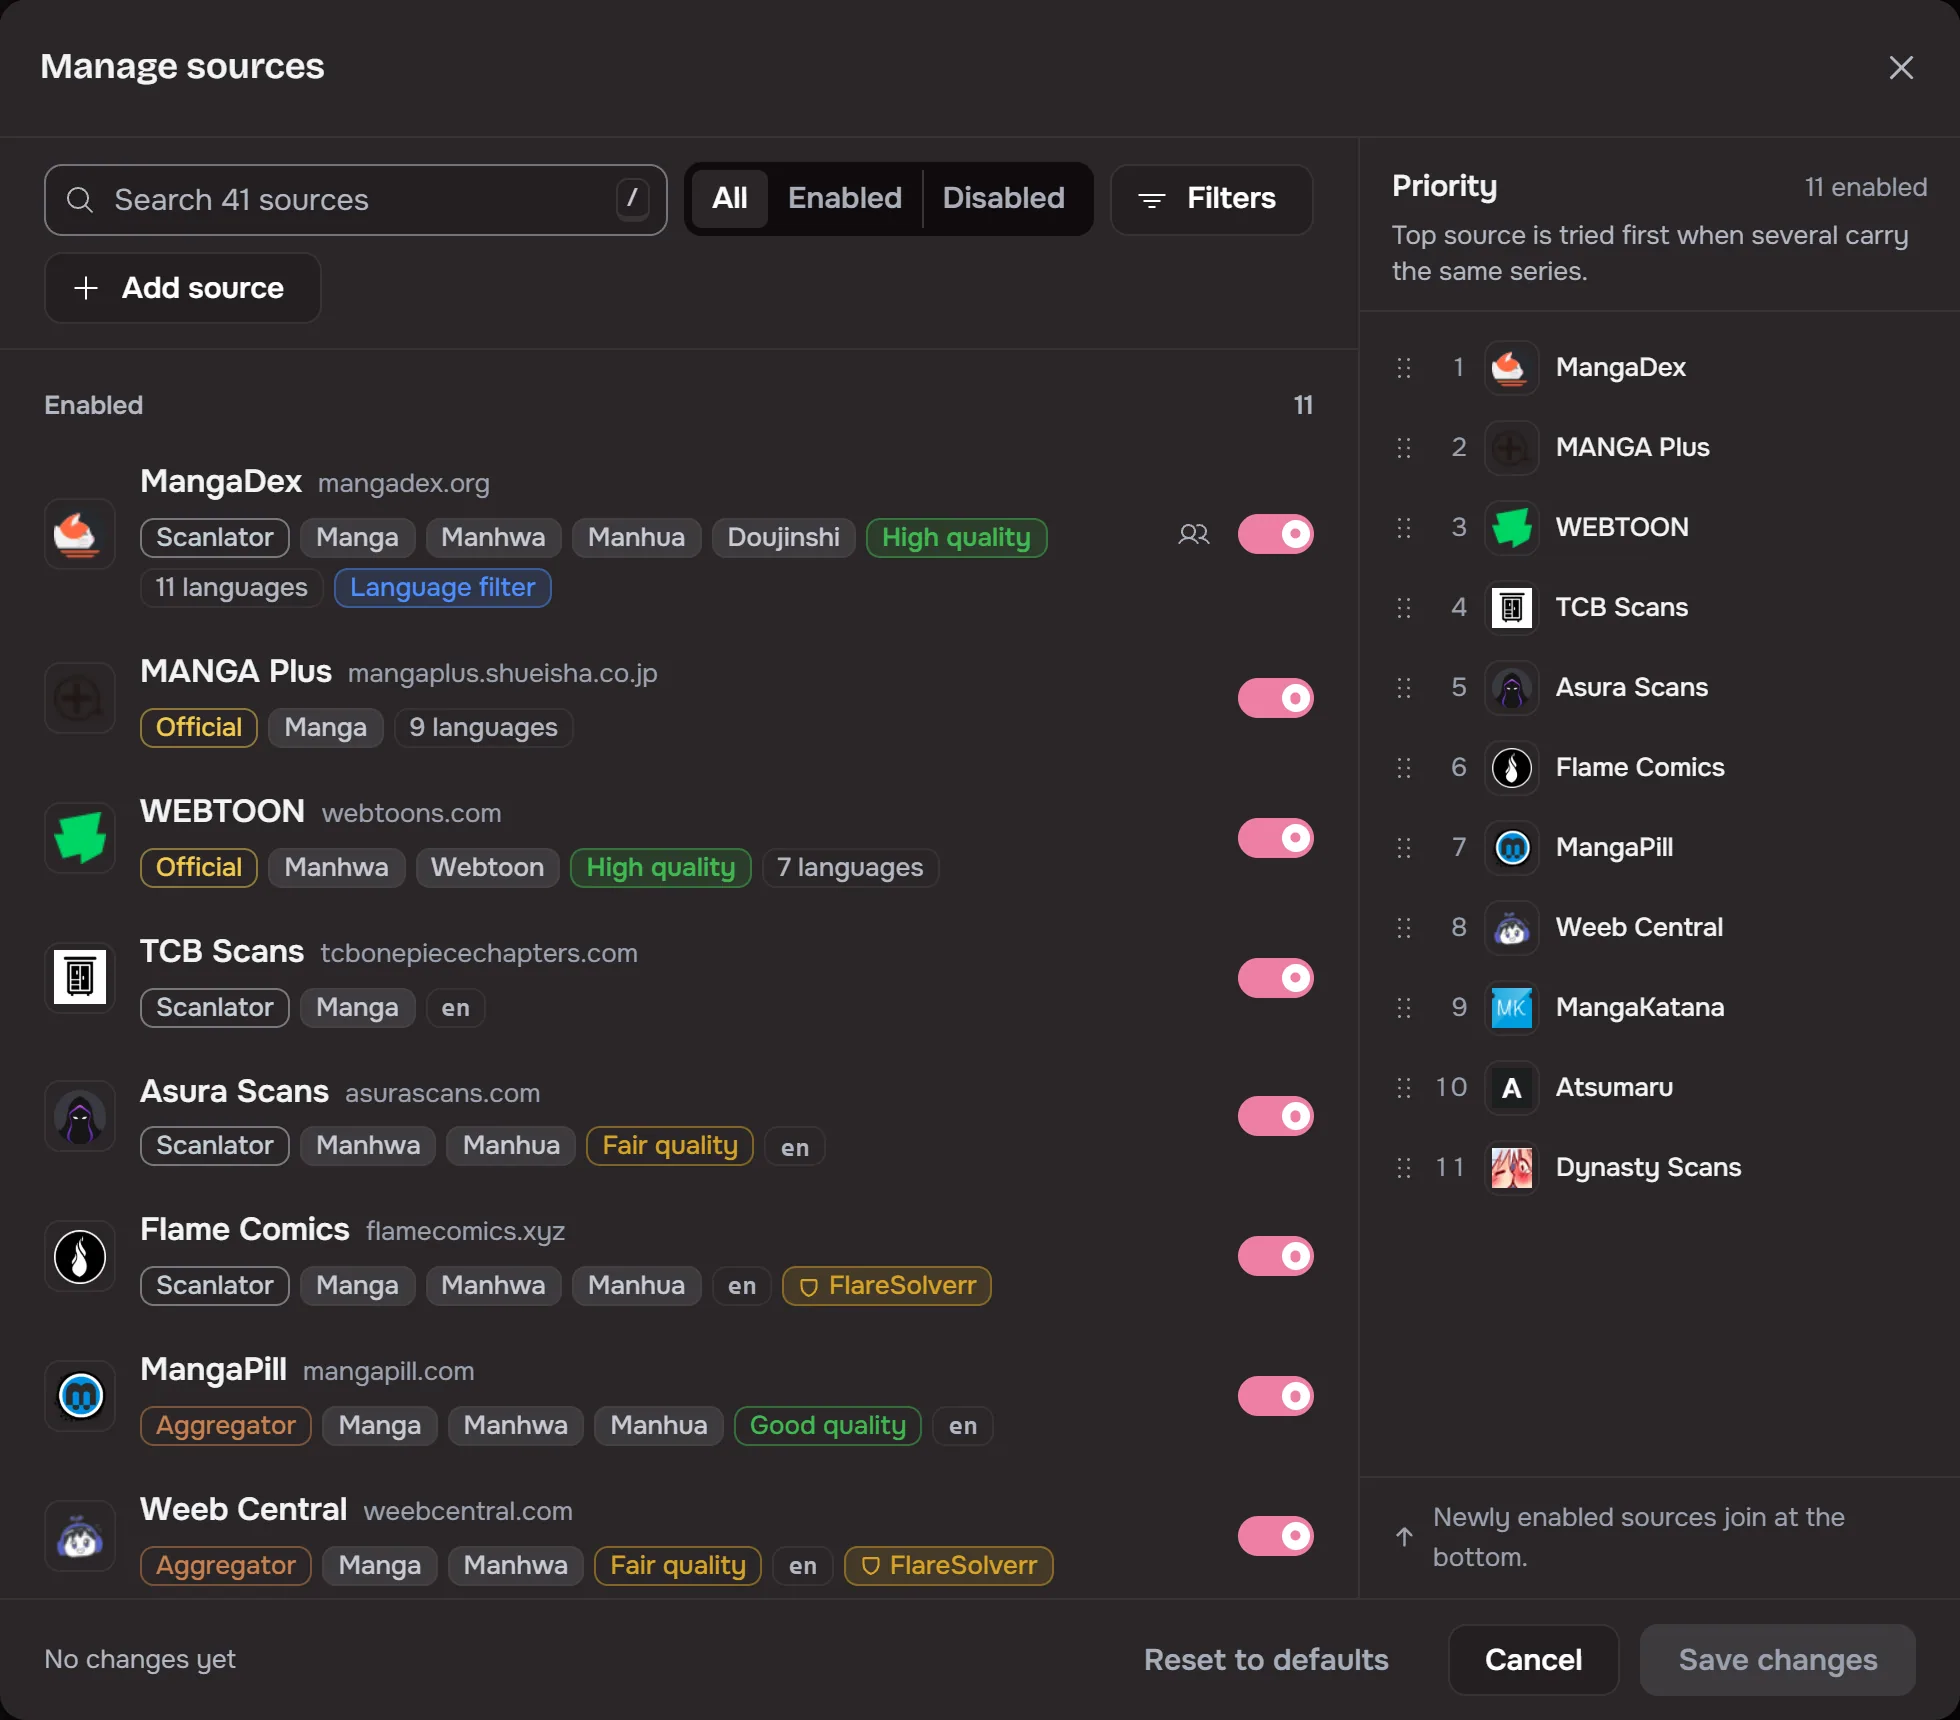 Manage sources
Search 41 sources /
All Enabled Disabled
Filters
Add source
Enabled 11
MangaDex mangadex.org
Scanlator Manga Manhwa Manhua Doujinshi High quality
11 languages Language filter
MANGA Plus mangaplus.shueisha.co.jp
Official Manga 9 languages
WEBTOON webtoons.com
Official Manhwa Webtoon High quality 7 languages
TCB Scans tcbonepiecechapters.com
Scanlator Manga en
Asura Scans asurascans.com
Scanlator Manhwa Manhua Fair quality en
Flame Comics flamecomics.xyz
Scanlator Manga Manhwa Manhua en FlareSolverr
MangaPill mangapill.com
Aggregator Manga Manhwa Manhua Good quality en
Weeb Central weebcentral.com
Aggregator Manga Manhwa Fair quality en FlareSolverr
Priority 11 enabled
Top source is tried first when several carry
the same series.
1 MangaDex
2 MANGA Plus
3 WEBTOON
4 TCB Scans
5 Asura Scans
6 Flame Comics
7 MangaPill
8 Weeb Central
9 MK MangaKatana
10 A Atsumaru
11 Dynasty Scans
Newly enabled sources join at the
bottom.
No changes yet
Reset to defaults
Cancel
Save changes